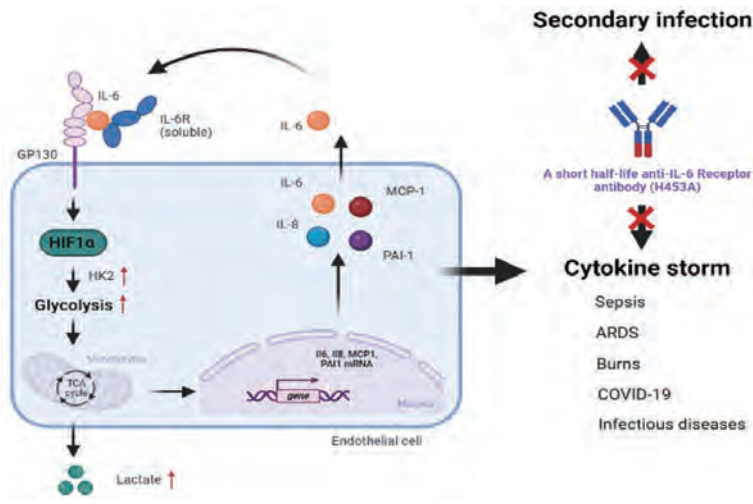 Secondary infection
IL-6
IL-6R
(soluble)
GP130
IL-6
A short half-life anti-IL-6 Receptor
antibody (H453A)
IL-6
MCP-1
IL-8
PAI-1
HIF1α
HK2
Glycolysis
Cytokine storm
Sepsis
ARDS
Burns
COVID-19
Infectious diseases
TCA
cycle
Il6, Il8, MCP1,
PAI1 mRNA
gene
Endothelial cell
Lactate